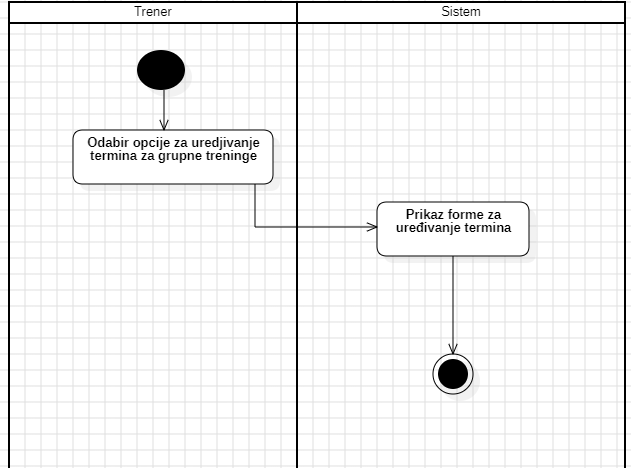 Trener
Sistem
Odabir opcije za uredjivanje
termina za grupne treninge
Prikaz forme za
uređivanje termina